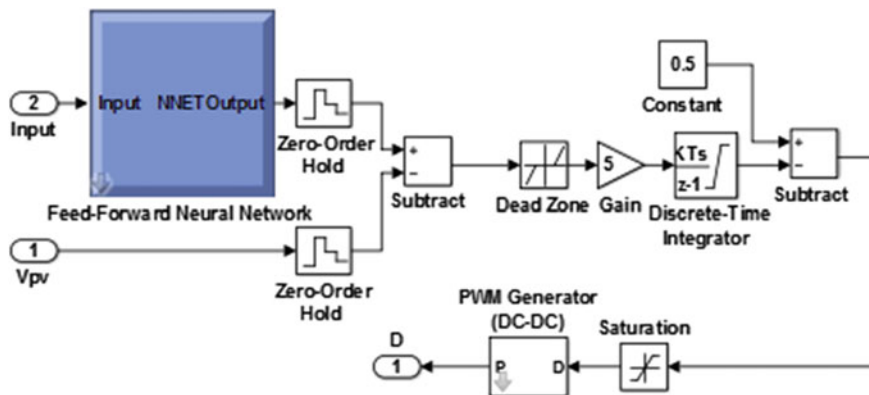 2
Input
Input NNETOutput
Feed-Forward Neural Network
Zero-Order
Hold
1
Vpv
Zero-Order
Hold
+
−
Subtract
Dead Zone
5
Gain
KTs
z-1
Discrete-Time
Integrator
0.5
Constant
+
−
Subtract
Saturation
PWM Generator
(DC-DC)
P D
D
1